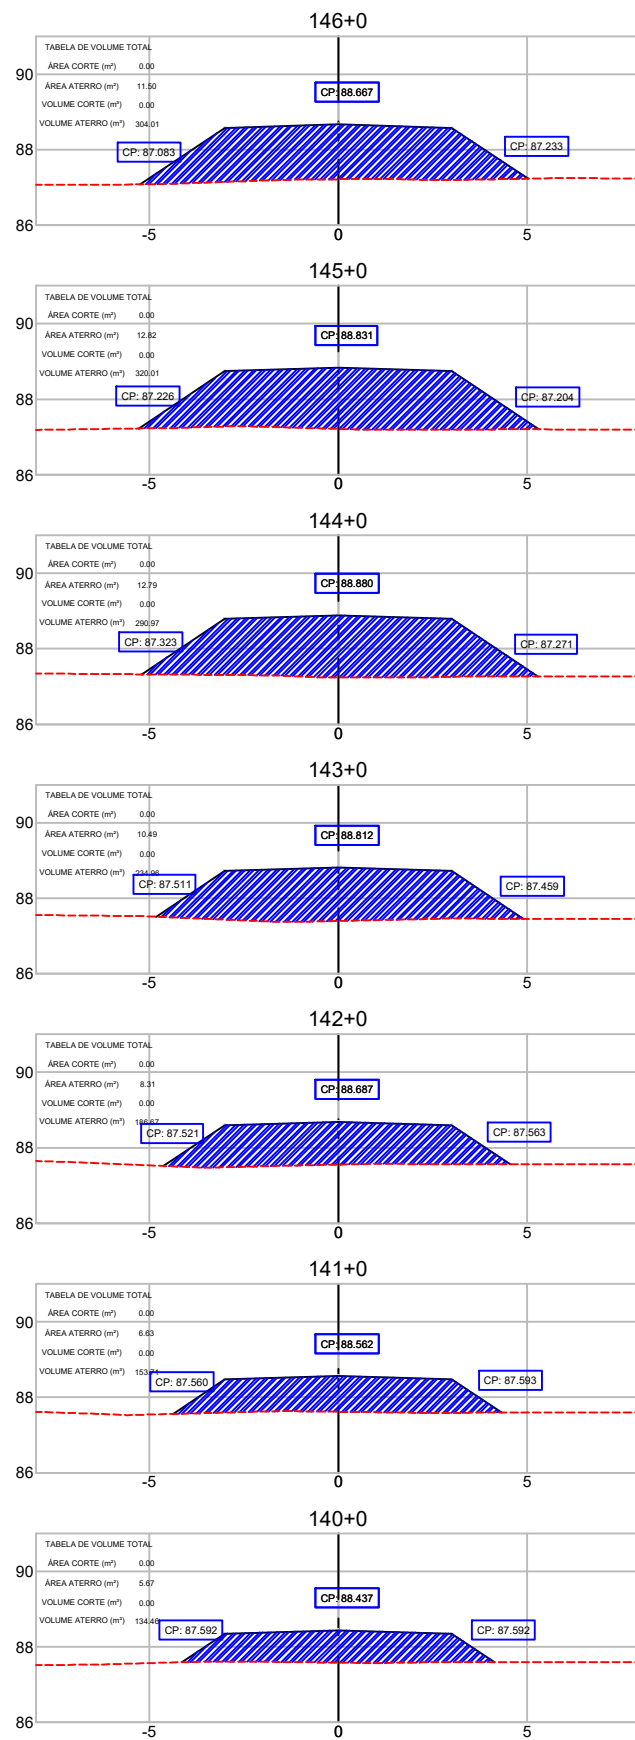 146+0
TABELA DE VOLUME TOTAL
ÁREA CORTE (m²) 0.00
90
ÁREA ATERRO (m²) 11.50
CP: 88.667
VOLUME CORTE (m³) 0.00
VOLUME ATERRO (m³) 304.01
CP: 87.083
CP: 87.233
88
86
-5 0 5
145+0
TABELA DE VOLUME TOTAL
ÁREA CORTE (m²) 0.00
90
ÁREA ATERRO (m²) 12.82
CP: 88.831
VOLUME CORTE (m³) 0.00
VOLUME ATERRO (m³) 320.01
CP: 87.226
CP: 87.204
88
86
-5 0 5
144+0
TABELA DE VOLUME TOTAL
ÁREA CORTE (m²) 0.00
90
ÁREA ATERRO (m²) 12.79
CP: 88.880
VOLUME CORTE (m³) 0.00
VOLUME ATERRO (m³) 290.97
CP: 87.323
CP: 87.271
88
86
-5 0 5
143+0
TABELA DE VOLUME TOTAL
ÁREA CORTE (m²) 0.00
90
ÁREA ATERRO (m²) 10.49
CP: 88.812
VOLUME CORTE (m³) 0.00
VOLUME ATERRO (m³) 234.96
CP: 87.511
CP: 87.459
88
86
-5 0 5
142+0
TABELA DE VOLUME TOTAL
ÁREA CORTE (m²) 0.00
90
ÁREA ATERRO (m²) 8.31
CP: 88.687
VOLUME CORTE (m³) 0.00
VOLUME ATERRO (m³) 186.67
CP: 87.521
CP: 87.563
88
86
-5 0 5
141+0
TABELA DE VOLUME TOTAL
ÁREA CORTE (m²) 0.00
90
ÁREA ATERRO (m²) 6.63
CP: 88.562
VOLUME CORTE (m³) 0.00
VOLUME ATERRO (m³) 153.71
CP: 87.560
CP: 87.593
88
86
-5 0 5
140+0
TABELA DE VOLUME TOTAL
ÁREA CORTE (m²) 0.00
90
ÁREA ATERRO (m²) 5.67
CP: 88.437
VOLUME CORTE (m³) 0.00
VOLUME ATERRO (m³) 134.46
CP: 87.592
CP: 87.592
88
86
-5 0 5